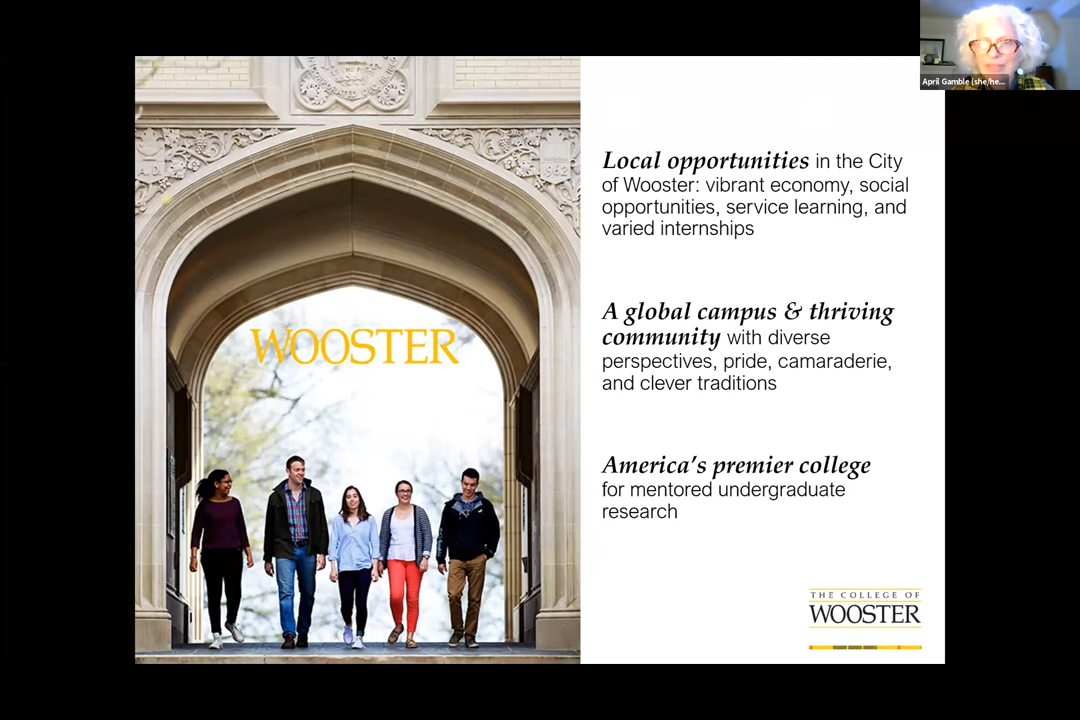 April Gamble (she/he...
WOOSTER
Local opportunities in the City
of Wooster: vibrant economy, social
opportunities, service learning, and
varied internships
A global campus & thriving
community with diverse
perspectives, pride, camaraderie,
and clever traditions
America’s premier college
for mentored undergraduate
research
THE COLLEGE OF
WOOSTER